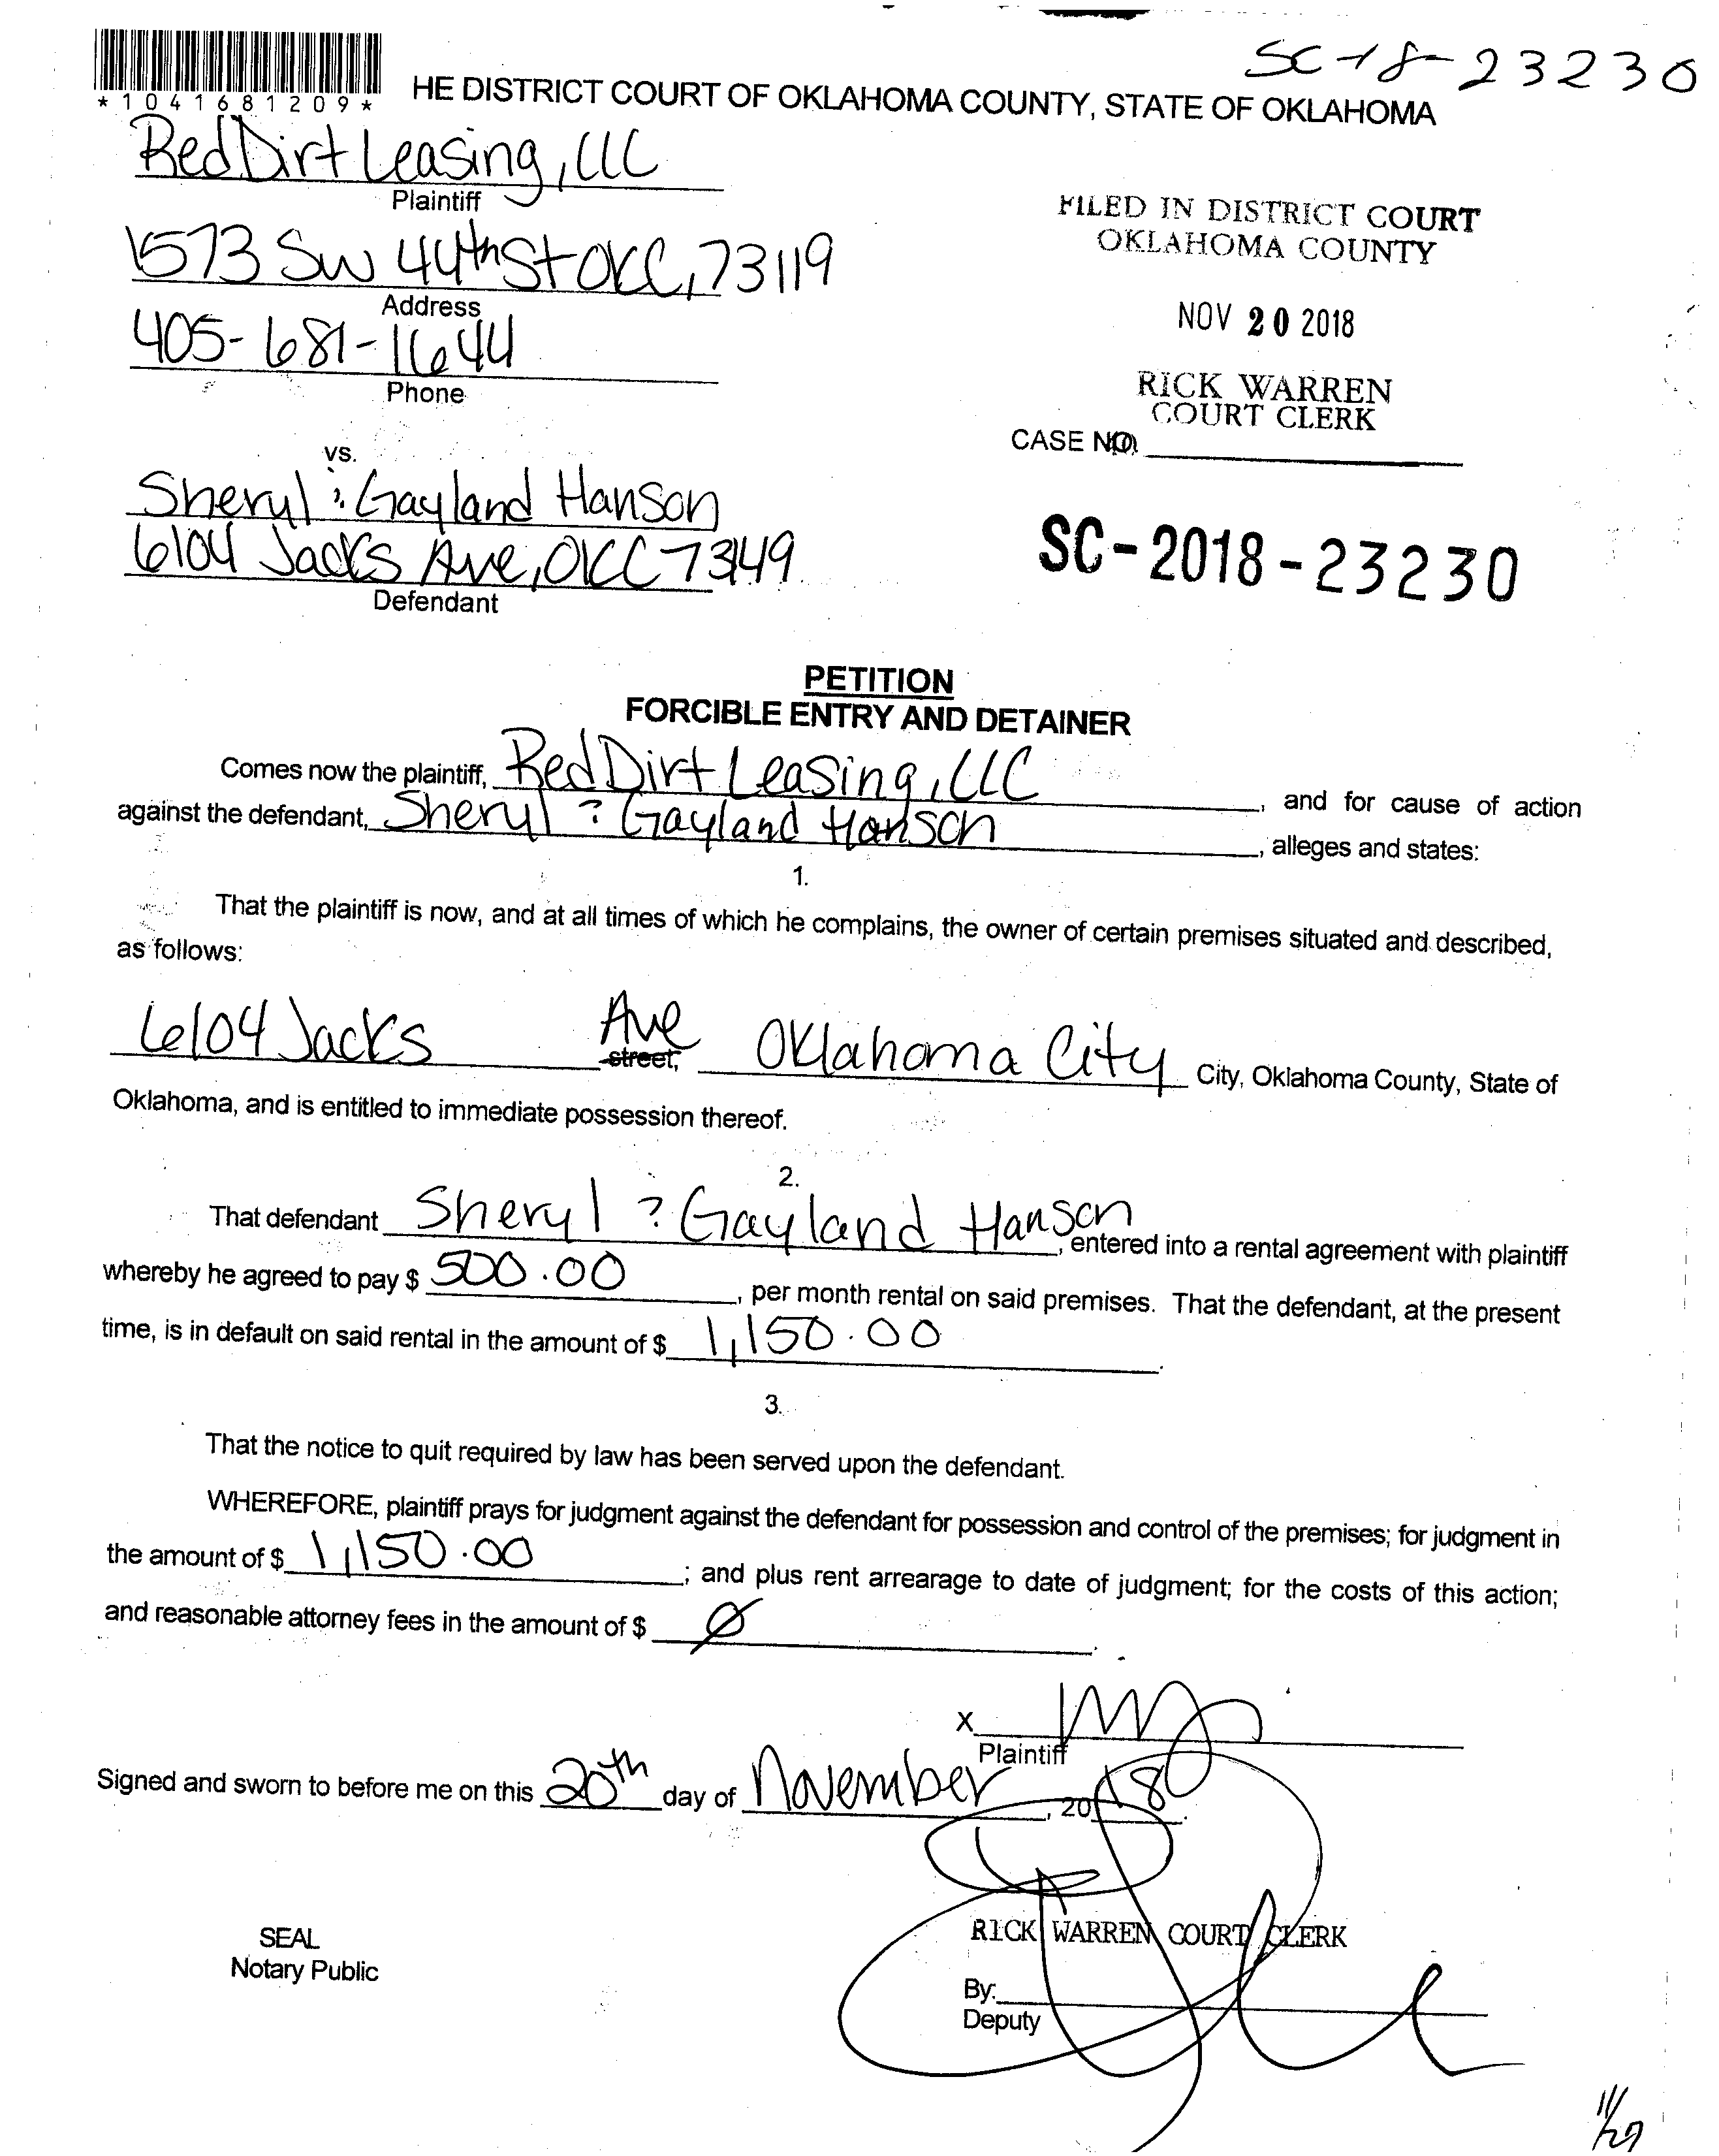 SC-18-23230
*1041681209*
HE DISTRICT COURT OF OKLAHOMA COUNTY, STATE OF OKLAHOMA
Red Dirt Leasing, LLC
Plaintiff
1573 SW 44th St OKC, 73119
Address
405-681-1644
Phone
FILED IN DISTRICT COURT
OKLAHOMA COUNTY
NOV 20 2018
RICK WARREN
COURT CLERK
CASE NO.
vs.
Sheryl & Gayland Hanson
6104 Jacks Ave, OKC 73149
Defendant
SC-2018-23230
PETITION
FORCIBLE ENTRY AND DETAINER
Comes now the plaintiff, Red Dirt Leasing, LLC, and for cause of action
against the defendant, Sheryl & Gayland Hanson, alleges and states:
1.
That the plaintiff is now, and at all times of which he complains, the owner of certain premises situated and described,
as follows:
6104 Jacks Ave street, Oklahoma City City, Oklahoma County, State of
Oklahoma, and is entitled to immediate possession thereof.
2.
That defendant Sheryl & Gayland Hanson, entered into a rental agreement with plaintiff
whereby he agreed to pay $ 500.00, per month rental on said premises. That the defendant, at the present
time, is in default on said rental in the amount of $ 1,150.00.
3.
That the notice to quit required by law has been served upon the defendant.
WHEREFORE, plaintiff prays for judgment against the defendant for possession and control of the premises; for judgment in
the amount of $ 1,150.00; and plus rent arrearage to date of judgment; for the costs of this action;
and reasonable attorney fees in the amount of $ Ø.
X
Plaintiff
Signed and sworn to before me on this 20th day of November, 2018.
SEAL
Notary Public
RICK WARREN COURT CLERK
By:
Deputy
11/27